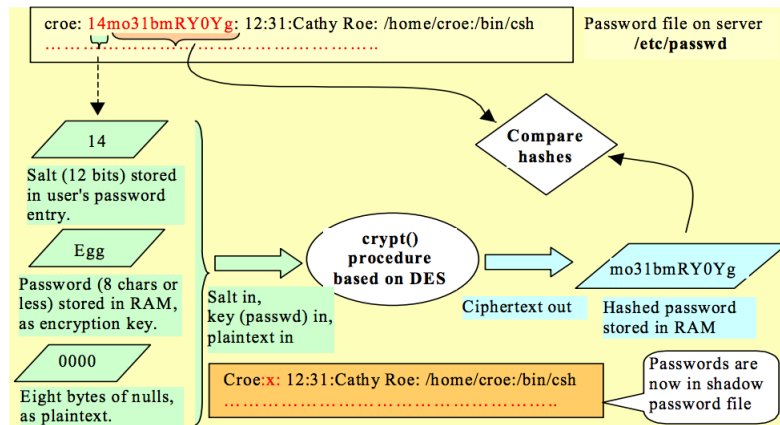 croe: 14mo31bmRY0Yg: 12:31:Cathy Roe: /home/croe:/bin/csh
Password file on server
/etc/passwd
14
Salt (12 bits) stored
in user's password
entry.
Compare
hashes
Egg
Password (8 chars or
less) stored in RAM,
as encryption key.
crypt()
procedure
based on DES
mo31bmRY0Yg
Salt in,
key (passwd) in,
plaintext in
Ciphertext out
Hashed password
stored in RAM
0000
Eight bytes of nulls,
as plaintext.
Croe:x: 12:31:Cathy Roe: /home/croe:/bin/csh
Passwords are
now in shadow
password file